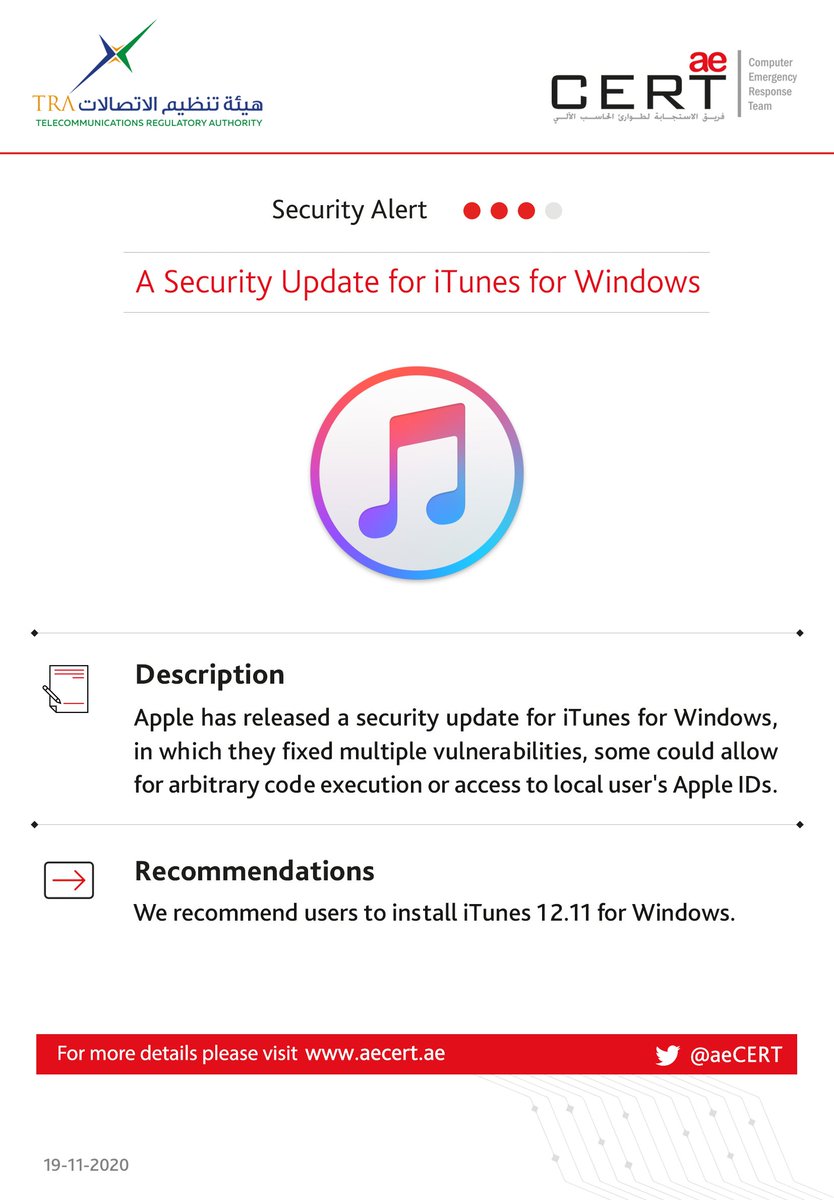 TRA هيئة تنظيم الاتصالات
TELECOMMUNICATIONS REGULATORY AUTHORITY
ae
CERT
فريق الاستجابة لطوارئ الحاسب الآلي
Computer
Emergency
Response
Team
Security Alert
A Security Update for iTunes for Windows
Description
Apple has released a security update for iTunes for Windows,
in which they fixed multiple vulnerabilities, some could allow
for arbitrary code execution or access to local user's Apple IDs.
Recommendations
We recommend users to install iTunes 12.11 for Windows.
For more details please visit www.aecert.ae
@aeCERT
19-11-2020